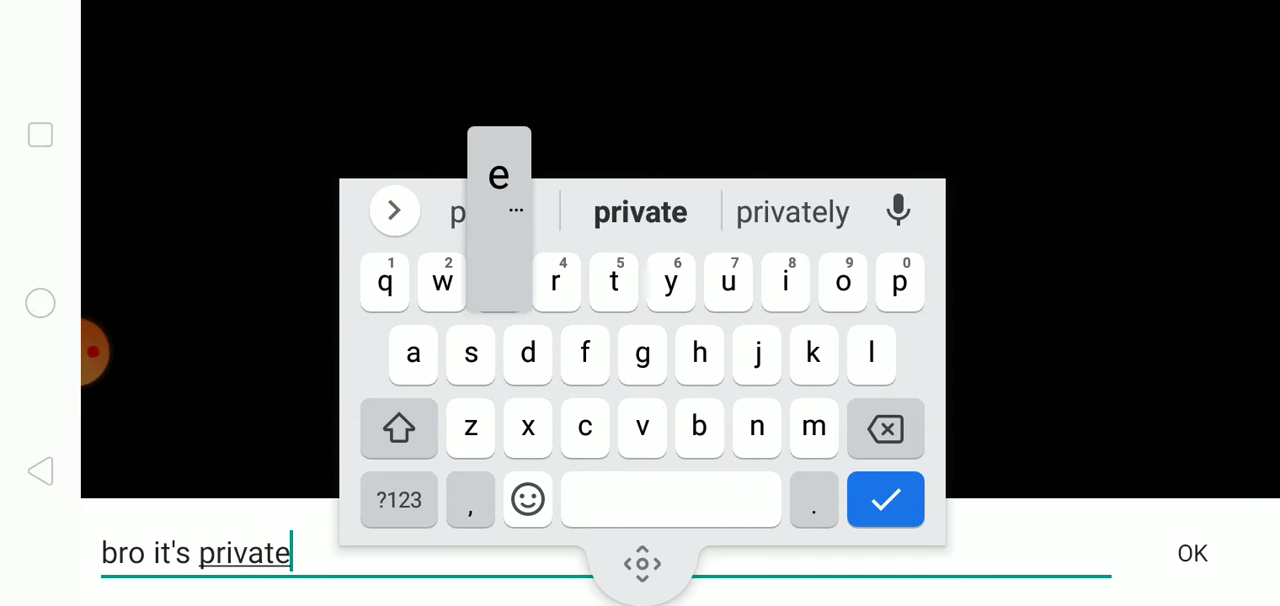 e
...
private
privately
1 2 4 5 6 7 8 9 0
q w r t y u i o p
a s d f g h j k l
z x c v b n m
?123 , .
bro it's private
OK